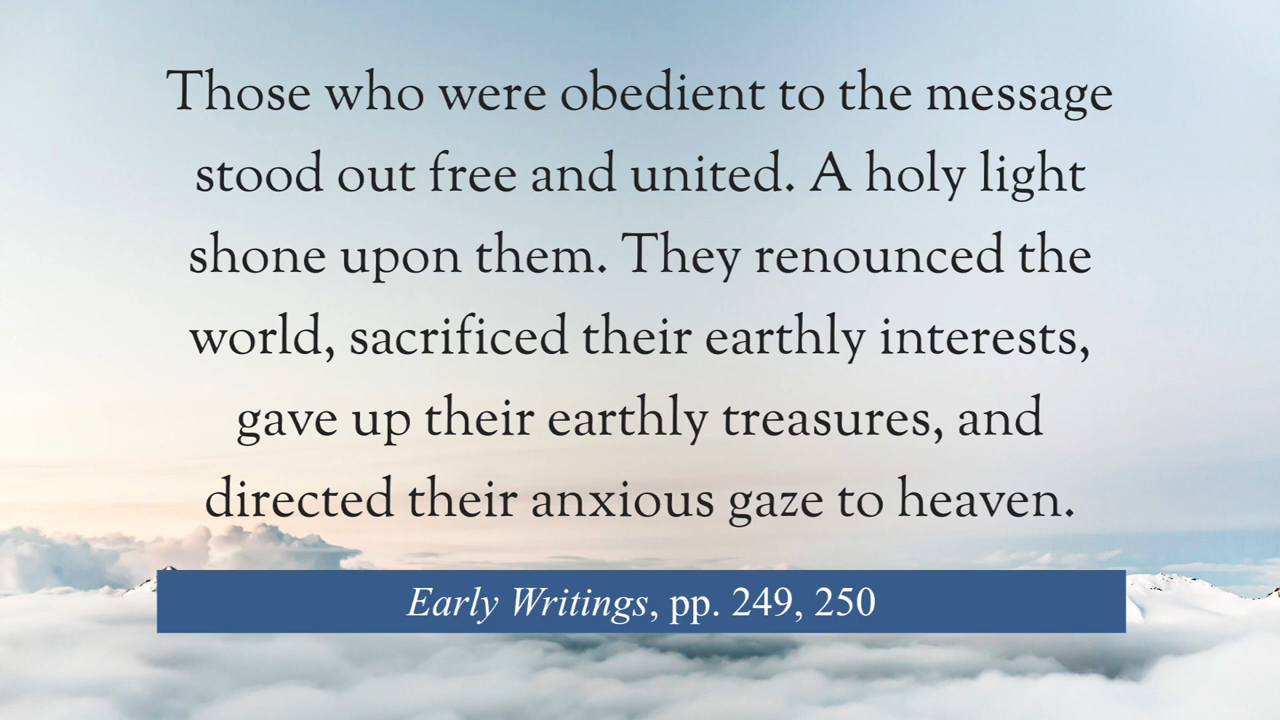 Those who were obedient to the message
stood out free and united. A holy light
shone upon them. They renounced the
world, sacrificed their earthly interests,
gave up their earthly treasures, and
directed their anxious gaze to heaven.
Early Writings, pp. 249, 250